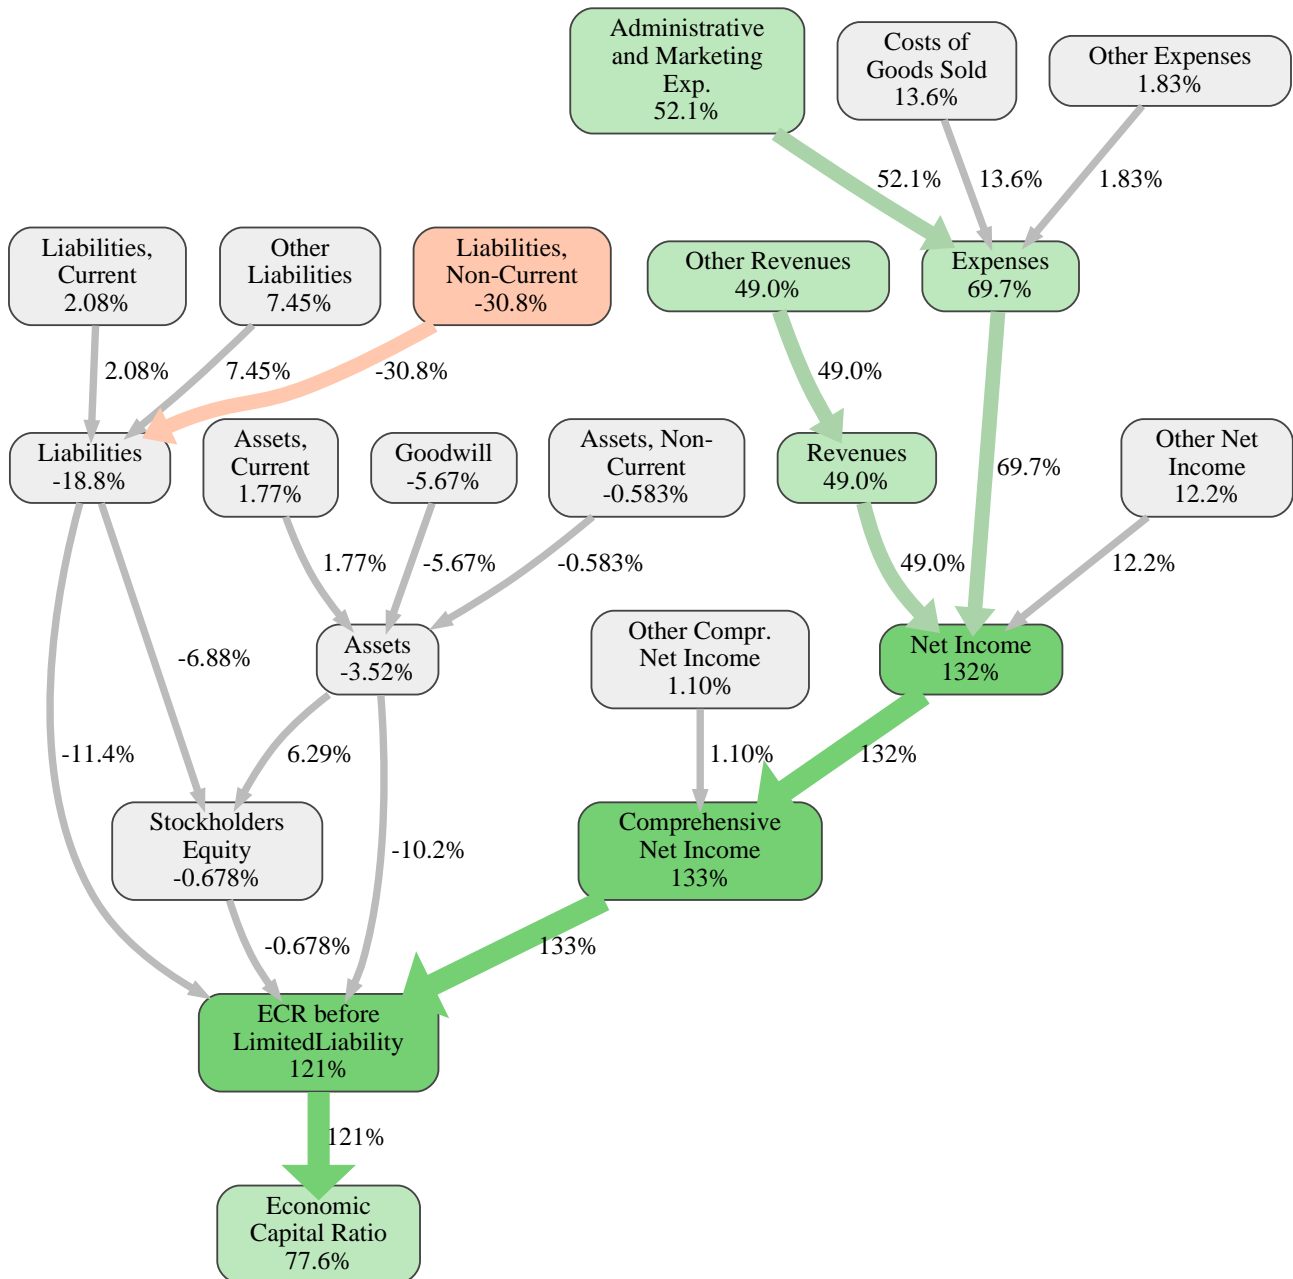 Administrative
and Marketing
Exp.
52.1%
Costs of
Goods Sold
13.6%
Other Expenses
1.83%
52.1%
13.6%
1.83%
Liabilities,
Current
2.08%
Other
Liabilities
7.45%
Liabilities,
Non-Current
-30.8%
Other Revenues
49.0%
Expenses
69.7%
2.08%
7.45%
-30.8%
49.0%
69.7%
Liabilities
-18.8%
Assets,
Current
1.77%
Goodwill
-5.67%
Assets, Non-
Current
-0.583%
Revenues
49.0%
Other Net
Income
12.2%
1.77%
-5.67%
-0.583%
49.0%
12.2%
-6.88%
Assets
-3.52%
Other Compr.
Net Income
1.10%
Net Income
132%
-11.4%
6.29%
1.10%
132%
Stockholders
Equity
-0.678%
-10.2%
Comprehensive
Net Income
133%
-0.678%
133%
ECR before
LimitedLiability
121%
121%
Economic
Capital Ratio
77.6%